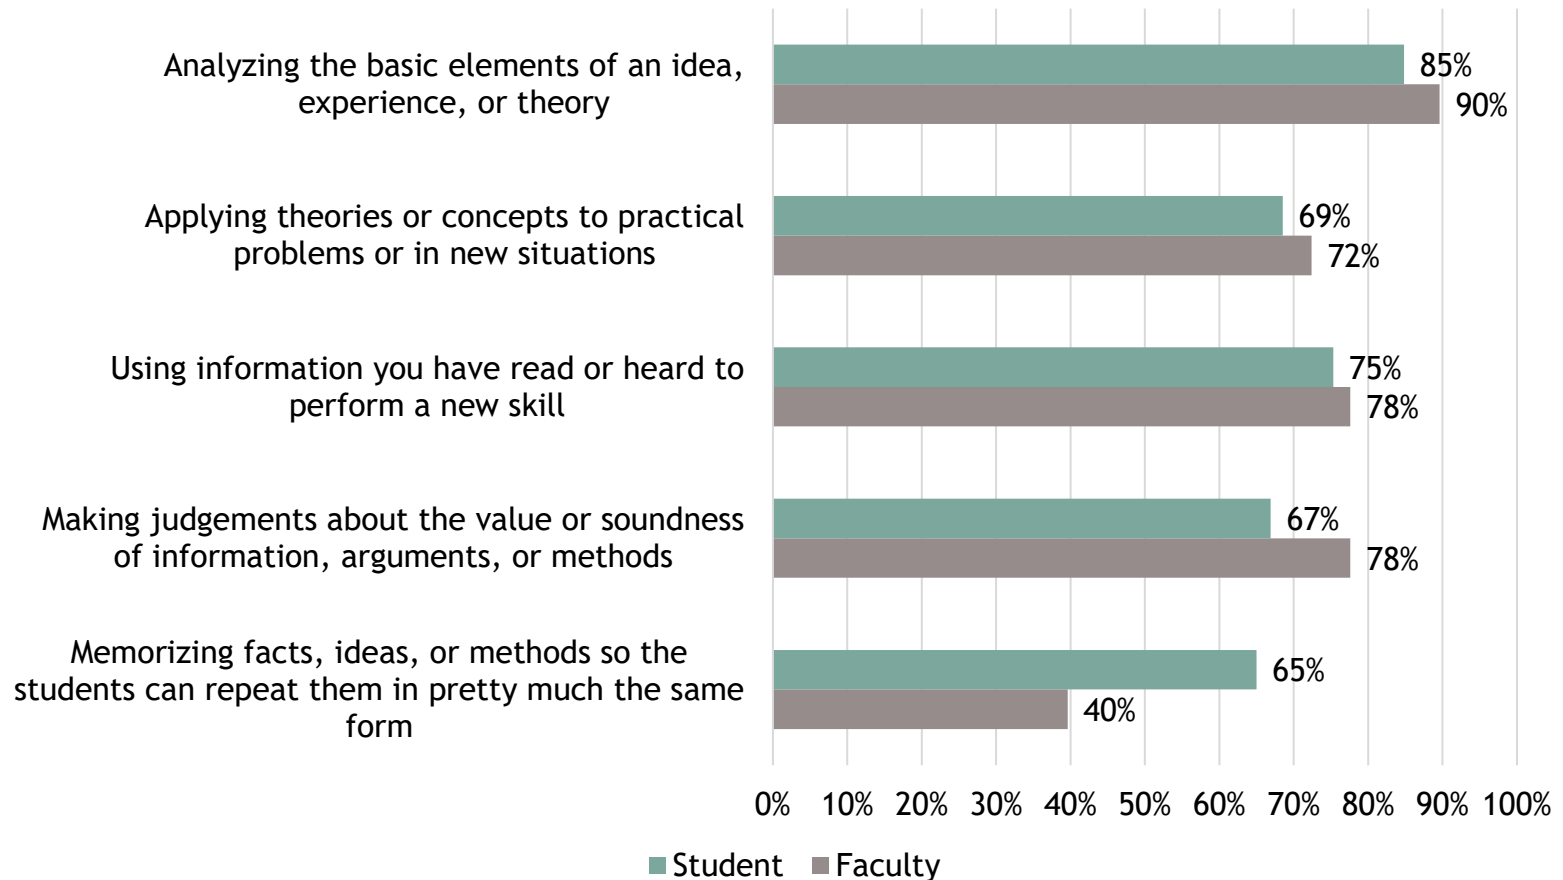 Analyzing the basic elements of an idea,
experience, or theory
85%
90%
Applying theories or concepts to practical
problems or in new situations
69%
72%
Using information you have read or heard to
perform a new skill
75%
78%
Making judgements about the value or soundness
of information, arguments, or methods
67%
78%
Memorizing facts, ideas, or methods so the
students can repeat them in pretty much the same
form
65%
40%
0% 10% 20% 30% 40% 50% 60% 70% 80% 90% 100%
Student Faculty